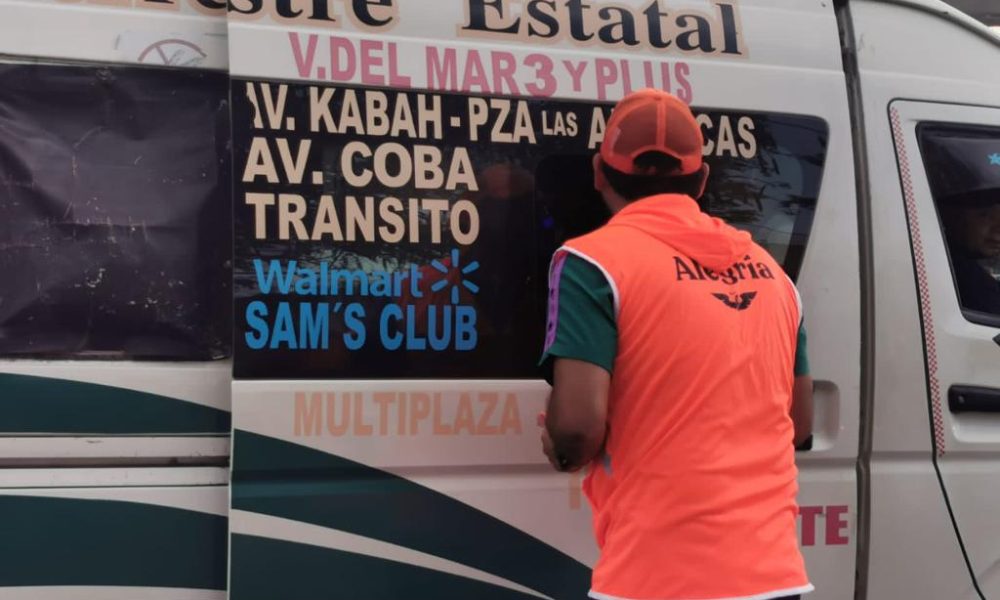 Estatal
V.DEL MAR3 Y PLUS
AV. KABAH - PZA LAS
AV. COBA
TRANSITO
Walmart
SAM´S CLUB
MULTIPLAZA
Alegría